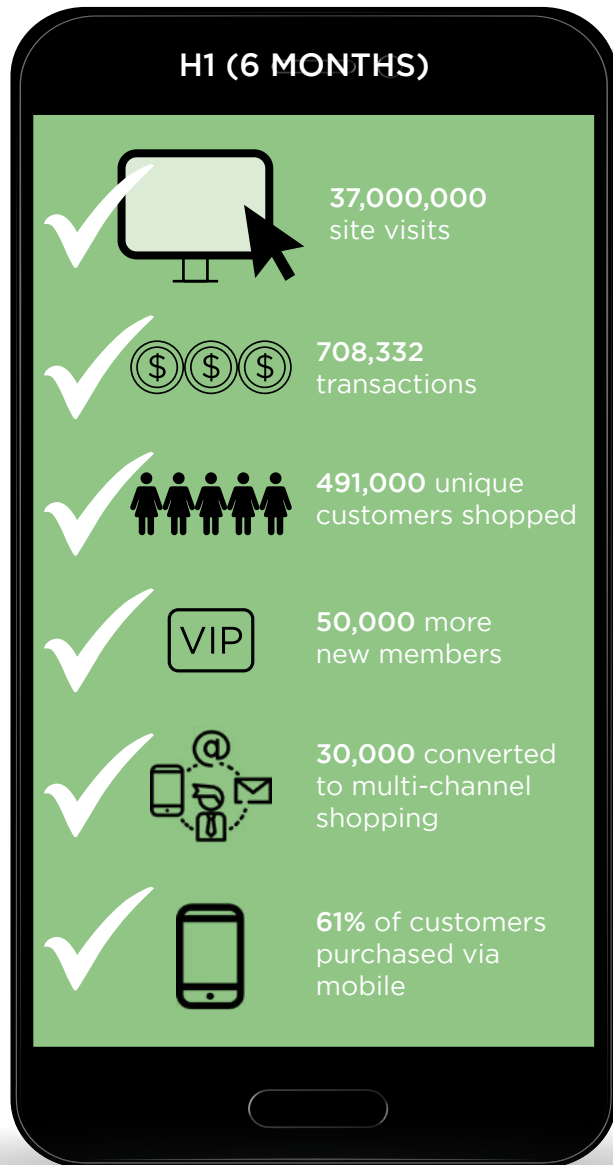 H1 (6 MONTHS)
37,000,000
site visits
$ $ $
708,332
transactions
491,000 unique
customers shopped
VIP
50,000 more
new members
@
30,000 converted
to multi-channel
shopping
61% of customers
purchased via
mobile